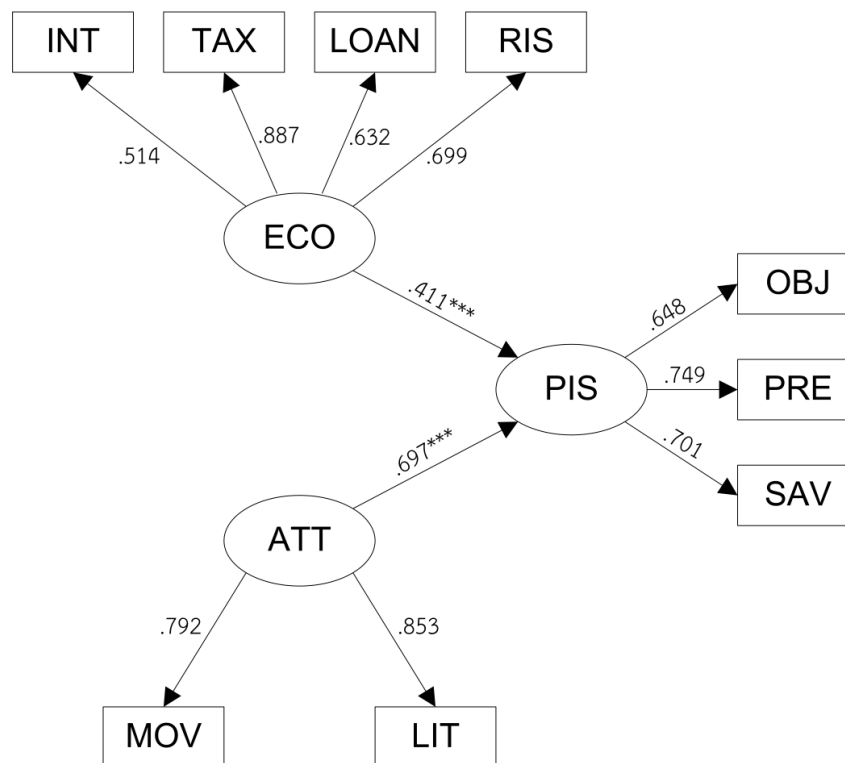 INT
TAX
LOAN
RIS
.514
.887
.632
.699
ECO
.411***
OBJ
.648
PIS
.749
PRE
.697***
.701
SAV
ATT
.792
.853
MOV
LIT